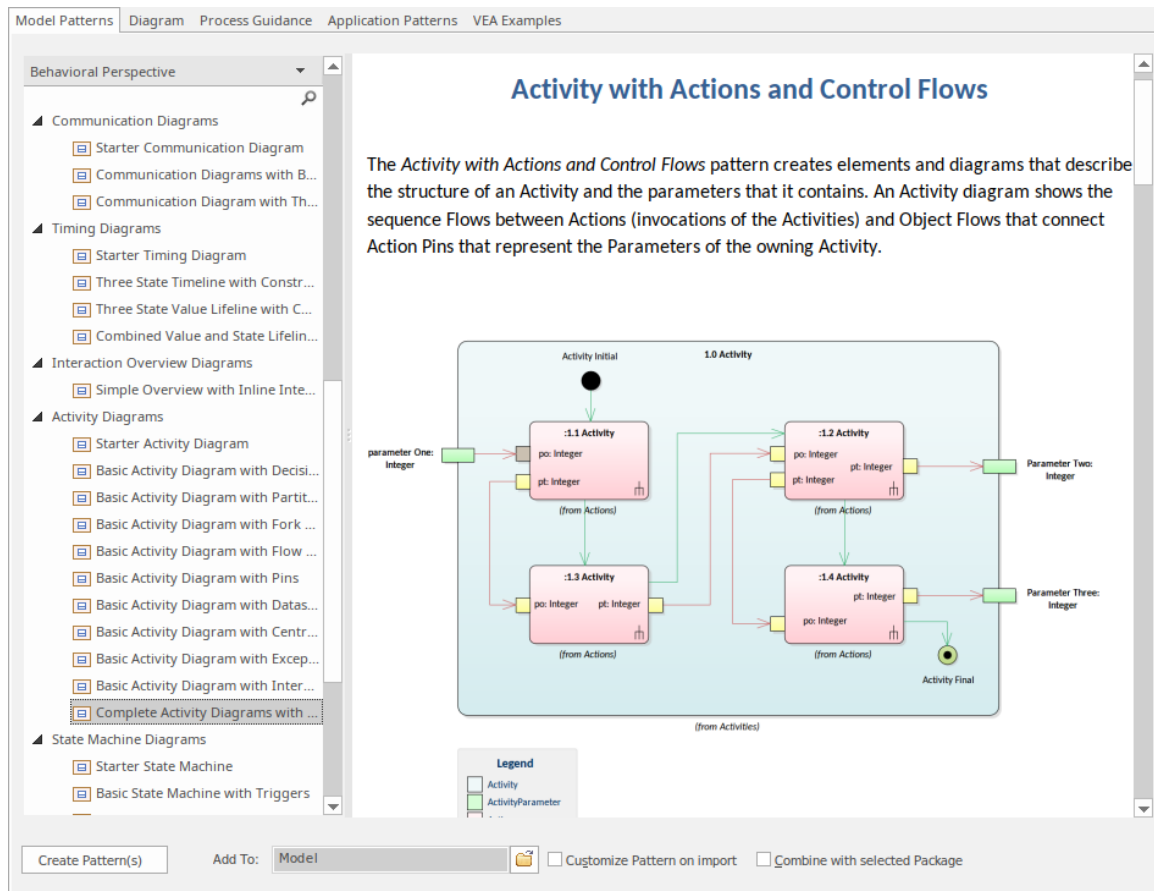 Model Patterns
Diagram
Process Guidance
Application Patterns
VEA Examples
Behavioral Perspective
Communication Diagrams
Starter Communication Diagram
Communication Diagrams with B...
Communication Diagram with Th...
Timing Diagrams
Starter Timing Diagram
Three State Timeline with Constr...
Three State Value Lifeline with C...
Combined Value and State Lifelin...
Interaction Overview Diagrams
Simple Overview with Inline Inte...
Activity Diagrams
Starter Activity Diagram
Basic Activity Diagram with Decisi...
Basic Activity Diagram with Partit...
Basic Activity Diagram with Fork ...
Basic Activity Diagram with Flow ...
Basic Activity Diagram with Pins
Basic Activity Diagram with Datas...
Basic Activity Diagram with Centr...
Basic Activity Diagram with Excep...
Basic Activity Diagram with Inter...
Complete Activity Diagrams with ...
State Machine Diagrams
Starter State Machine
Basic State Machine with Triggers
Activity with Actions and Control Flows
The Activity with Actions and Control Flows pattern creates elements and diagrams that describe
the structure of an Activity and the parameters that it contains. An Activity diagram shows the
sequence Flows between Actions (invocations of the Activities) and Object Flows that connect
Action Pins that represent the Parameters of the owning Activity.
Activity Initial
1.0 Activity
parameter One:
Integer
:1.1 Activity
po: Integer
pt: Integer
(from Actions)
:1.2 Activity
po: Integer
pt: Integer
pt: Integer
(from Actions)
Parameter Two:
Integer
:1.3 Activity
po: Integer
pt: Integer
(from Actions)
:1.4 Activity
pt: Integer
po: Integer
(from Actions)
Parameter Three:
Integer
Activity Final
(from Activities)
Legend
Activity
ActivityParameter
Create Pattern(s)
Add To:
Model
Customize Pattern on import
Combine with selected Package